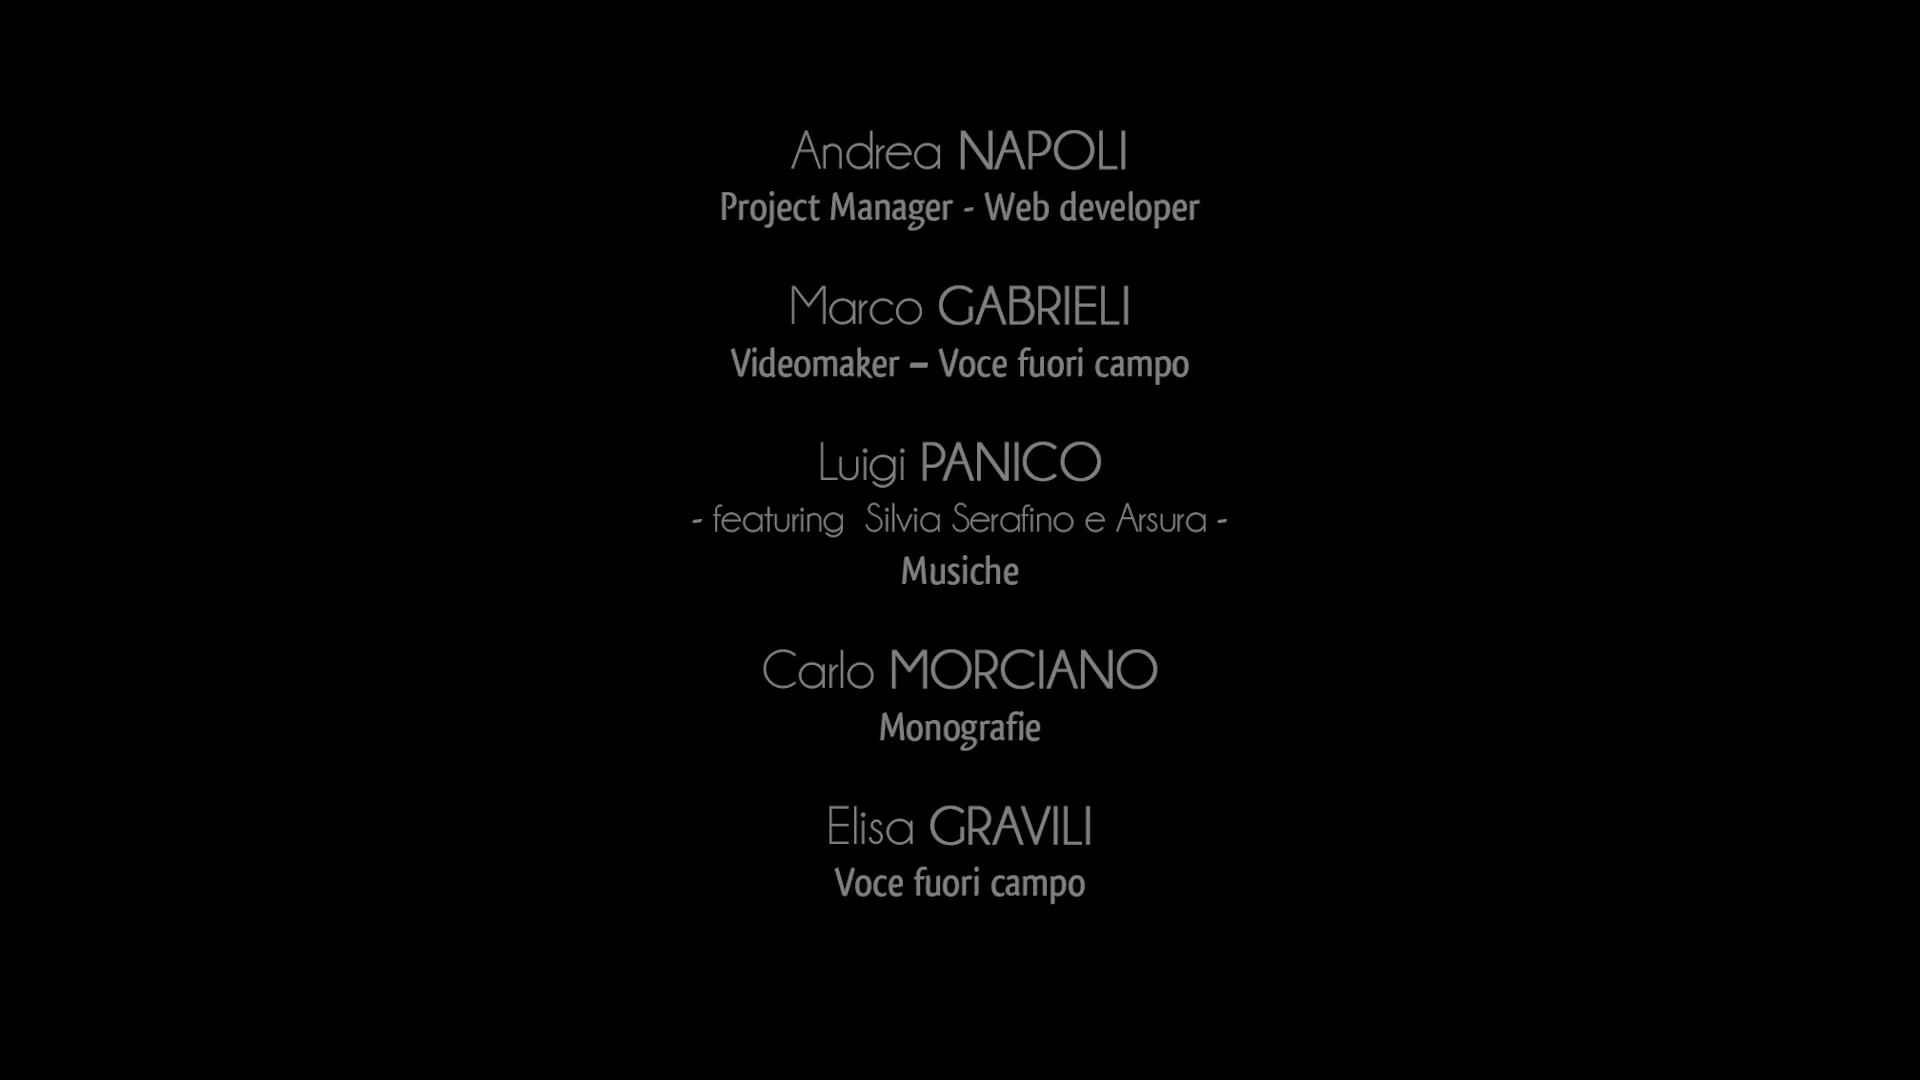 Andrea NAPOLI
Project Manager - Web developer
Marco GABRIELI
Videomaker – Voce fuori campo
Luigi PANICO
- featuring  Silvia Serafino e Arsura -
Musiche
Carlo MORCIANO
Monografie
Elisa GRAVILI
Voce fuori campo